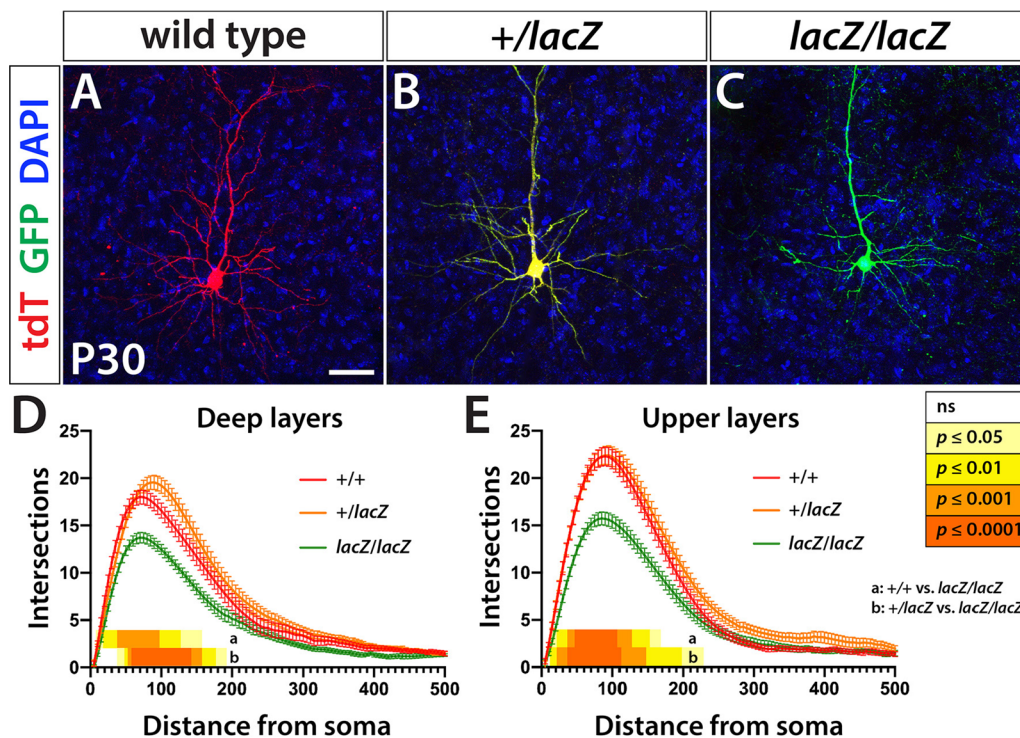 wild type
+/lacZ
lacZ/lacZ
tdT GFP DAPI
A
B
C
P30
D
Deep layers
Intersections
25
20
15
10
5
0
0
100
200
300
400
500
Distance from soma
+/+
+/lacZ
lacZ/lacZ
a
b
E
Upper layers
Intersections
25
20
15
10
5
0
0
100
200
300
400
500
Distance from soma
+/+
+/lacZ
lacZ/lacZ
a
b
ns
p ≤ 0.05
p ≤ 0.01
p ≤ 0.001
p ≤ 0.0001
a: +/+ vs. lacZ/lacZ
b: +/lacZ vs. lacZ/lacZ